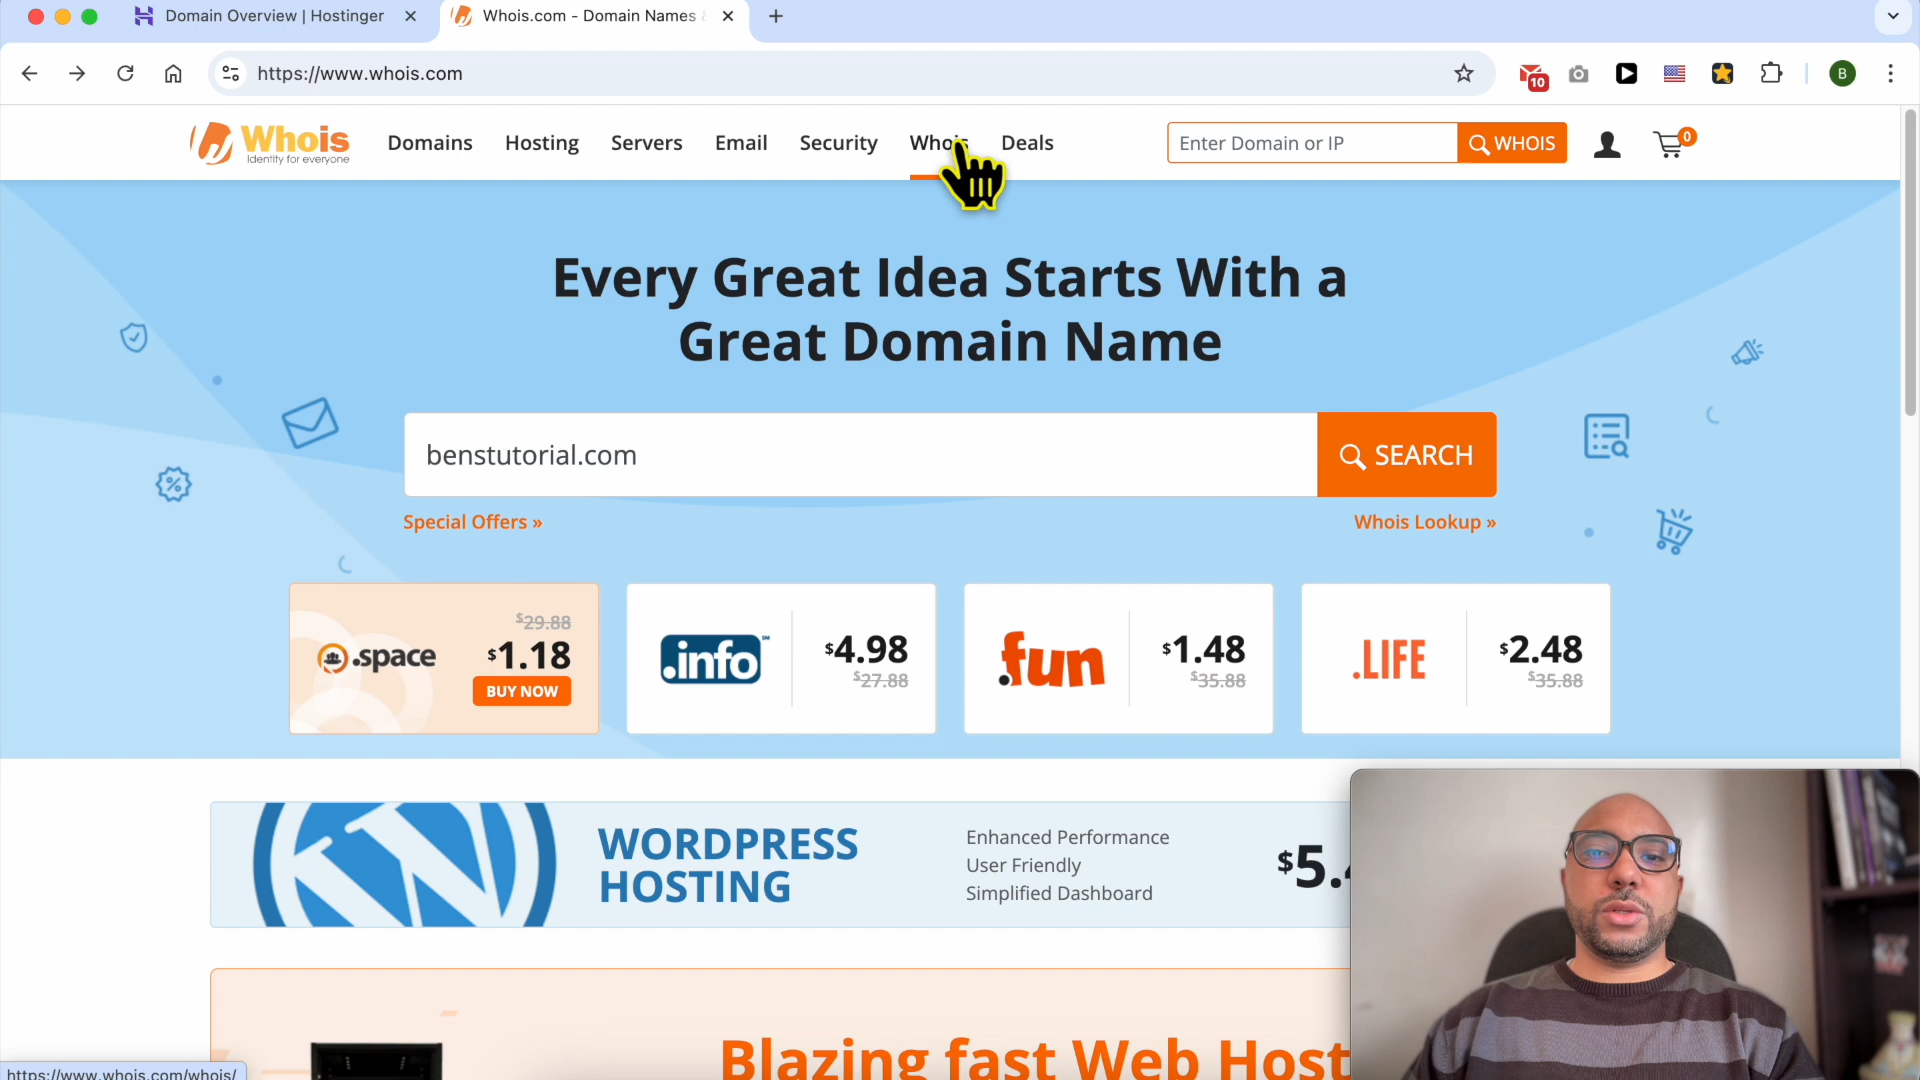 Domain Overview | Hostinger
Whois.com - Domain Names &
https://www.whois.com
10
B
Whois
Identity for everyone
Domains
Hosting
Servers
Email
Security
Whois
Deals
Enter Domain or IP
WHOIS
0
Every Great Idea Starts With a
Great Domain Name
benstutorial.com
SEARCH
Special Offers »
Whois Lookup »
.space
$29.88
$1.18
BUY NOW
.info
$4.98
$27.88
.fun
$1.48
$35.88
.LIFE
$2.48
$35.88
WORDPRESS
HOSTING
Enhanced Performance
User Friendly
Simplified Dashboard
$5.
Blazing fast Web Host
https://www.whois.com/whois/